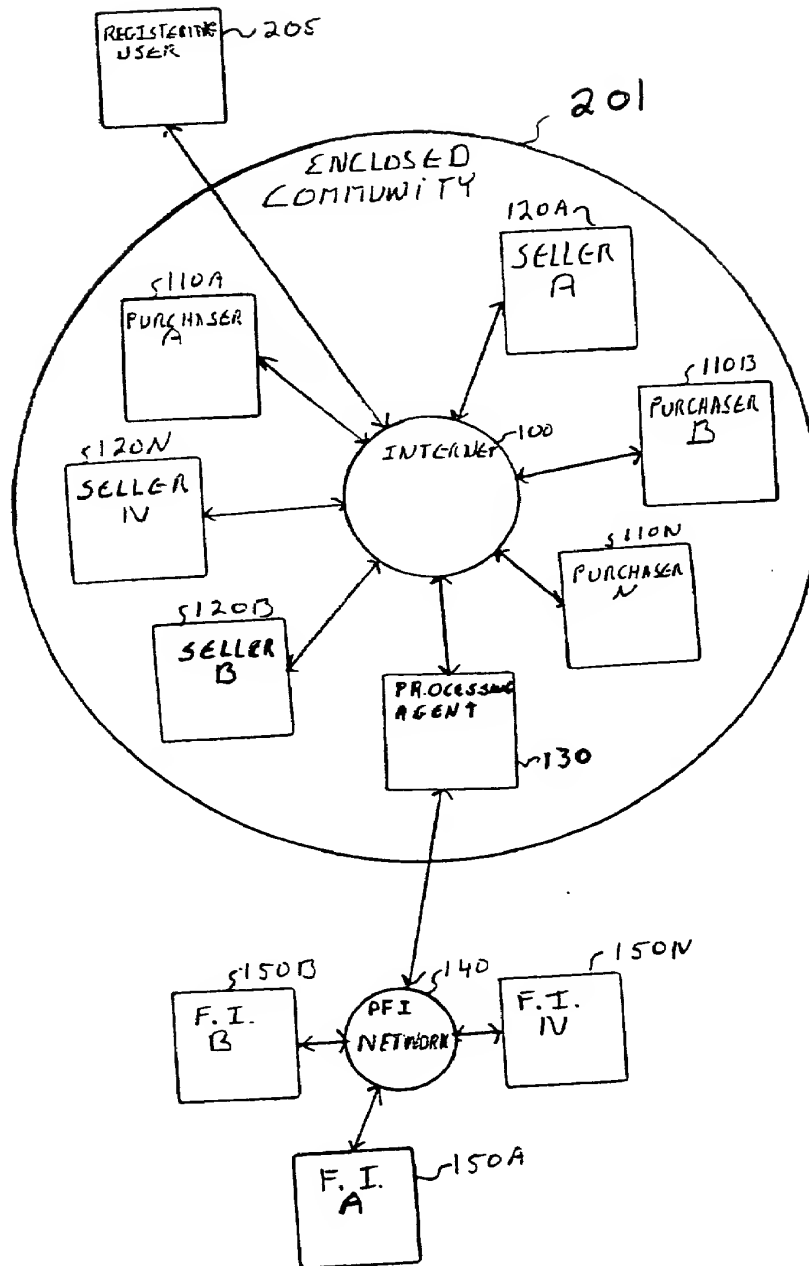 REGISTERING
USER
205
201
ENCLOSED
COMMUNITY
120A
SELLER
A
110A
PURCHASER
A
110B
PURCHASER
B
INTERNET
100
120N
SELLER
N
110N
PURCHASER
N
120B
SELLER
B
PROCESSING
AGENT
130
150B
F. I.
B
140
PFI
NETWORK
150N
F. I.
N
150A
F. I.
A